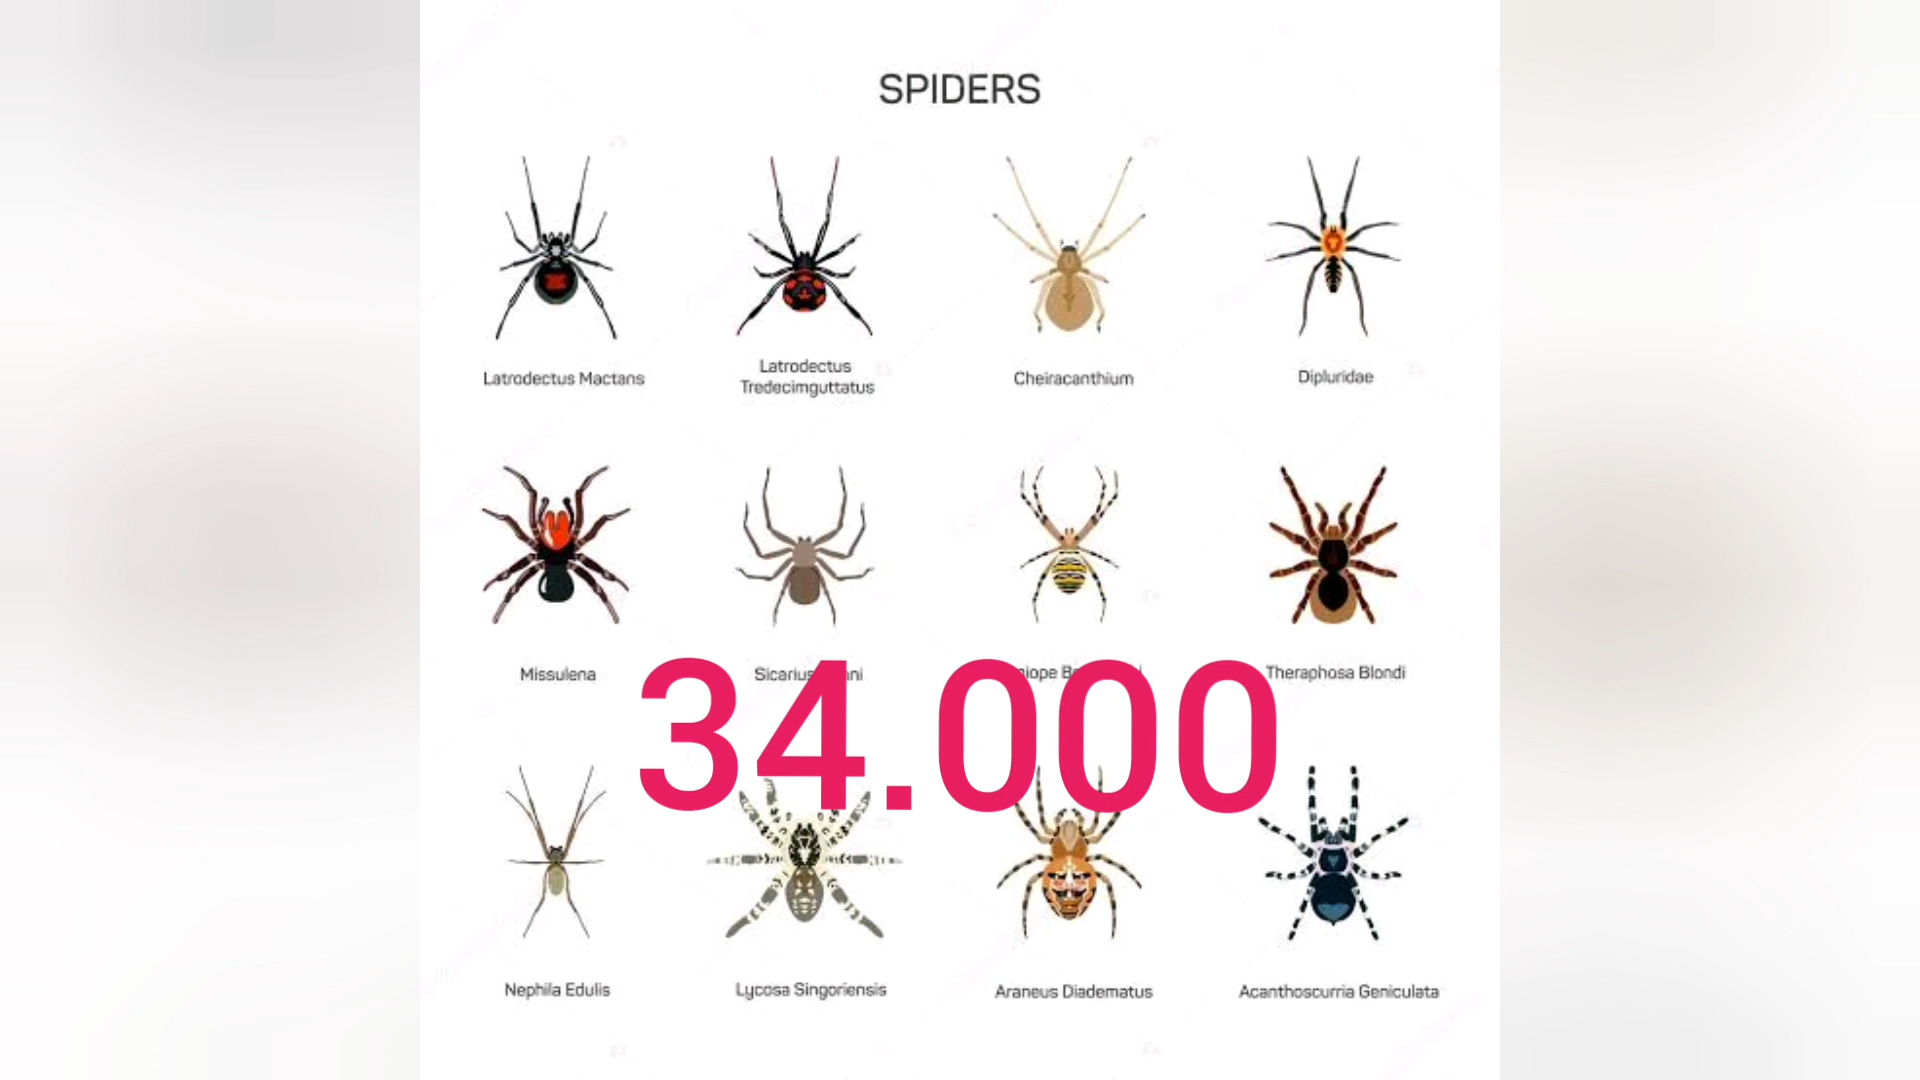 SPIDERS
Latrodectus Mactans
Latrodectus
Tredecimguttatus
Cheiracanthium
Dipluridae
Missulena
Theraphosa Blondi
34.000
Nephila Edulis
Lycosa Singoriensis
Araneus Diadematus
Acanthoscurria Geniculata